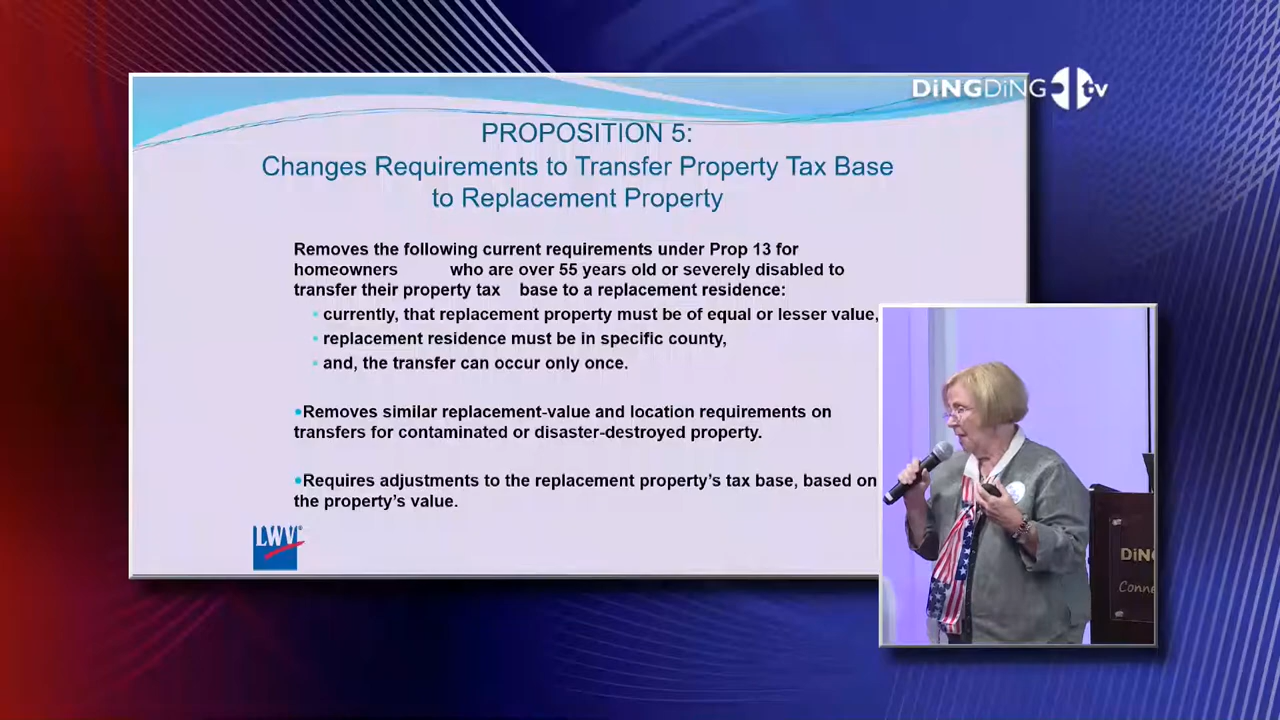 DiNGDiNG tv
PROPOSITION 5:
Changes Requirements to Transfer Property Tax Base
to Replacement Property
Removes the following current requirements under Prop 13 for
homeowners who are over 55 years old or severely disabled to
transfer their property tax base to a replacement residence:
▪ currently, that replacement property must be of equal or lesser value,
▪ replacement residence must be in specific county,
▪ and, the transfer can occur only once.
•Removes similar replacement-value and location requirements on
transfers for contaminated or disaster-destroyed property.
•Requires adjustments to the replacement property's tax base, based on
the property's value.
LWV®
DiNG
Conne